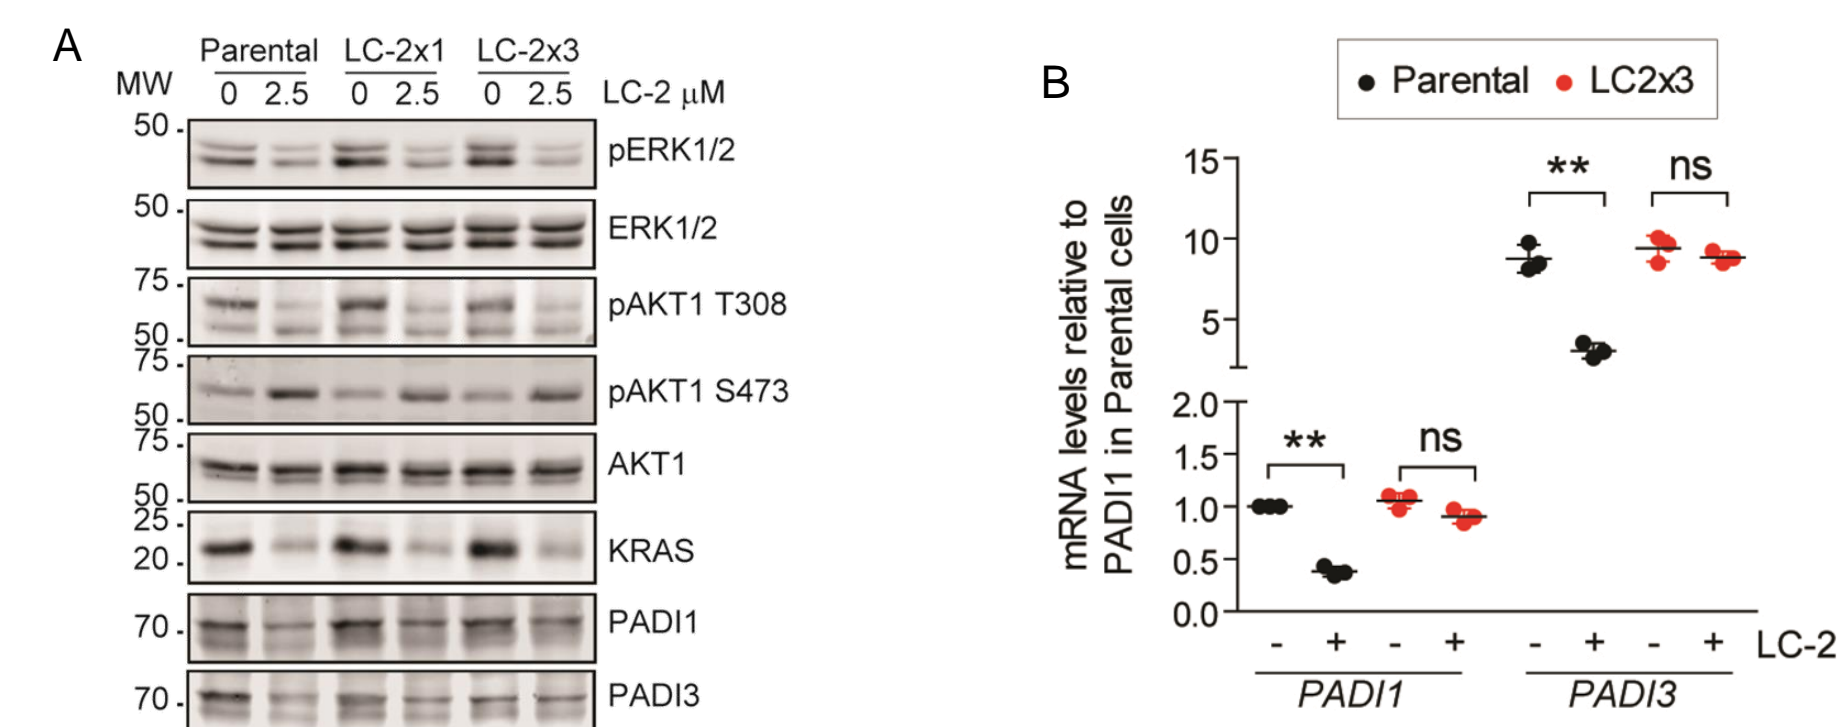 A
Parental LC-2x1 LC-2x3
MW 0 2.5 0 2.5 0 2.5 LC-2 μM
50
pERK1/2
50
ERK1/2
75
pAKT1 T308
50
75
pAKT1 S473
50
75
AKT1
50
25
KRAS
20
70 PADI1
70 PADI3
B
Parental LC2x3
mRNA levels relative to
PADI1 in Parental cells
15
10
5
2.0
1.5
1.0
0.5
0.0
** ns
** ns
- + - + - + - + LC-2
PADI1 PADI3